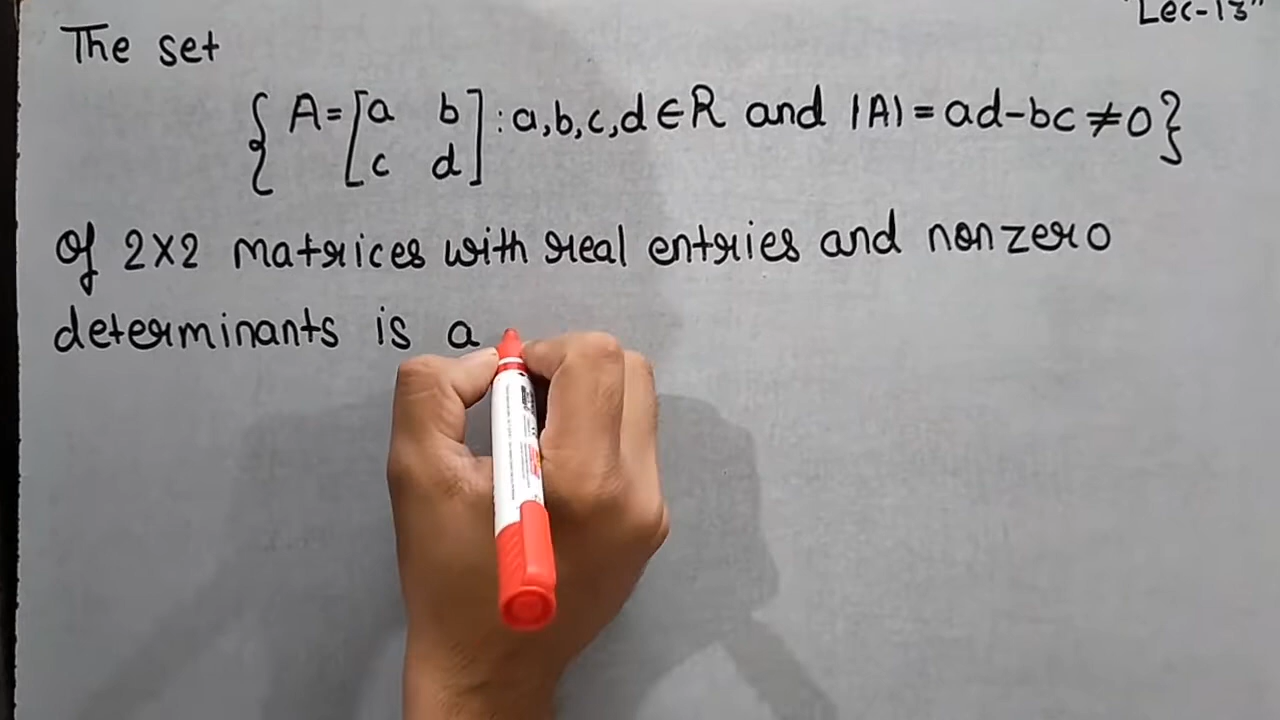 "Lec-13"
The set
{ A = [a b
c d] : a,b,c,d ∈ R and |A| = ad-bc ≠ 0 }
of 2×2 matrices with real entries and nonzero
determinants is a